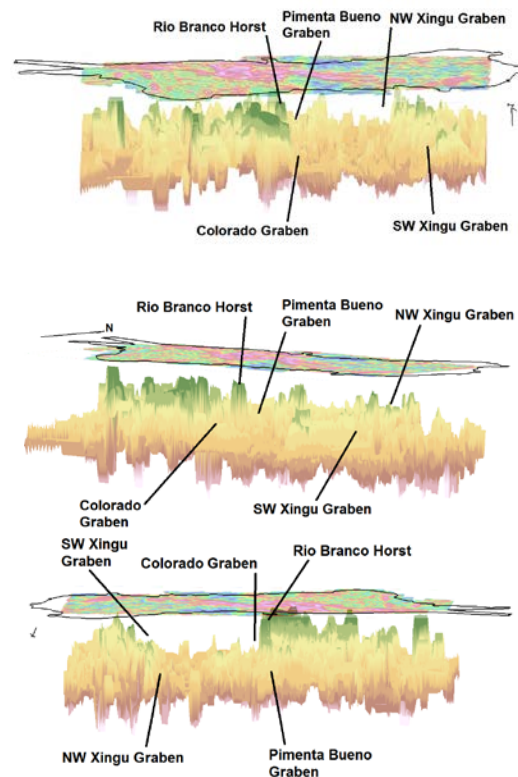 Pimenta Bueno
Graben
Rio Branco Horst
NW Xingu Graben
Colorado Graben
SW Xingu Graben
N
Rio Branco Horst
Pimenta Bueno
Graben
NW Xingu Graben
Colorado
Graben
SW Xingu Graben
SW Xingu
Graben
Colorado Graben
Rio Branco Horst
NW Xingu Graben
Pimenta Bueno
Graben